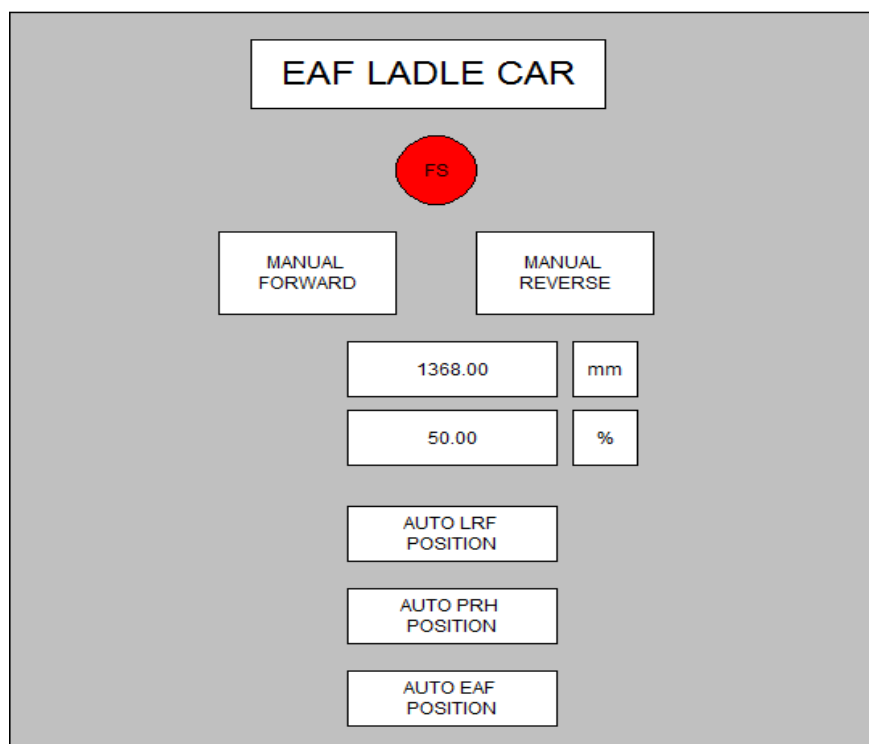 EAF LADLE CAR
FS
MANUAL
FORWARD
MANUAL
REVERSE
1368.00
mm
50.00
%
AUTO LRF
POSITION
AUTO PRH
POSITION
AUTO EAF
POSITION